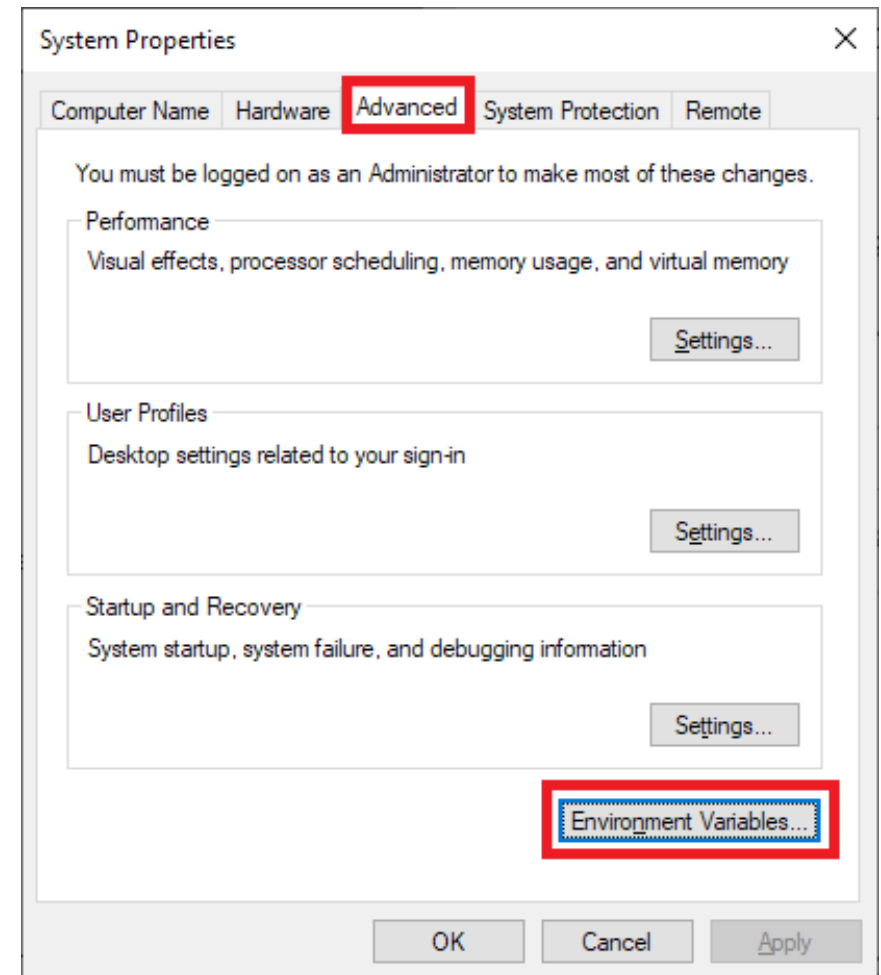 System Properties
Computer Name Hardware Advanced System Protection Remote
You must be logged on as an Administrator to make most of these changes.
Performance
Visual effects, processor scheduling, memory usage, and virtual memory
Settings...
User Profiles
Desktop settings related to your sign-in
Settings...
Startup and Recovery
System startup, system failure, and debugging information
Settings...
Environment Variables...
OK Cancel Apply